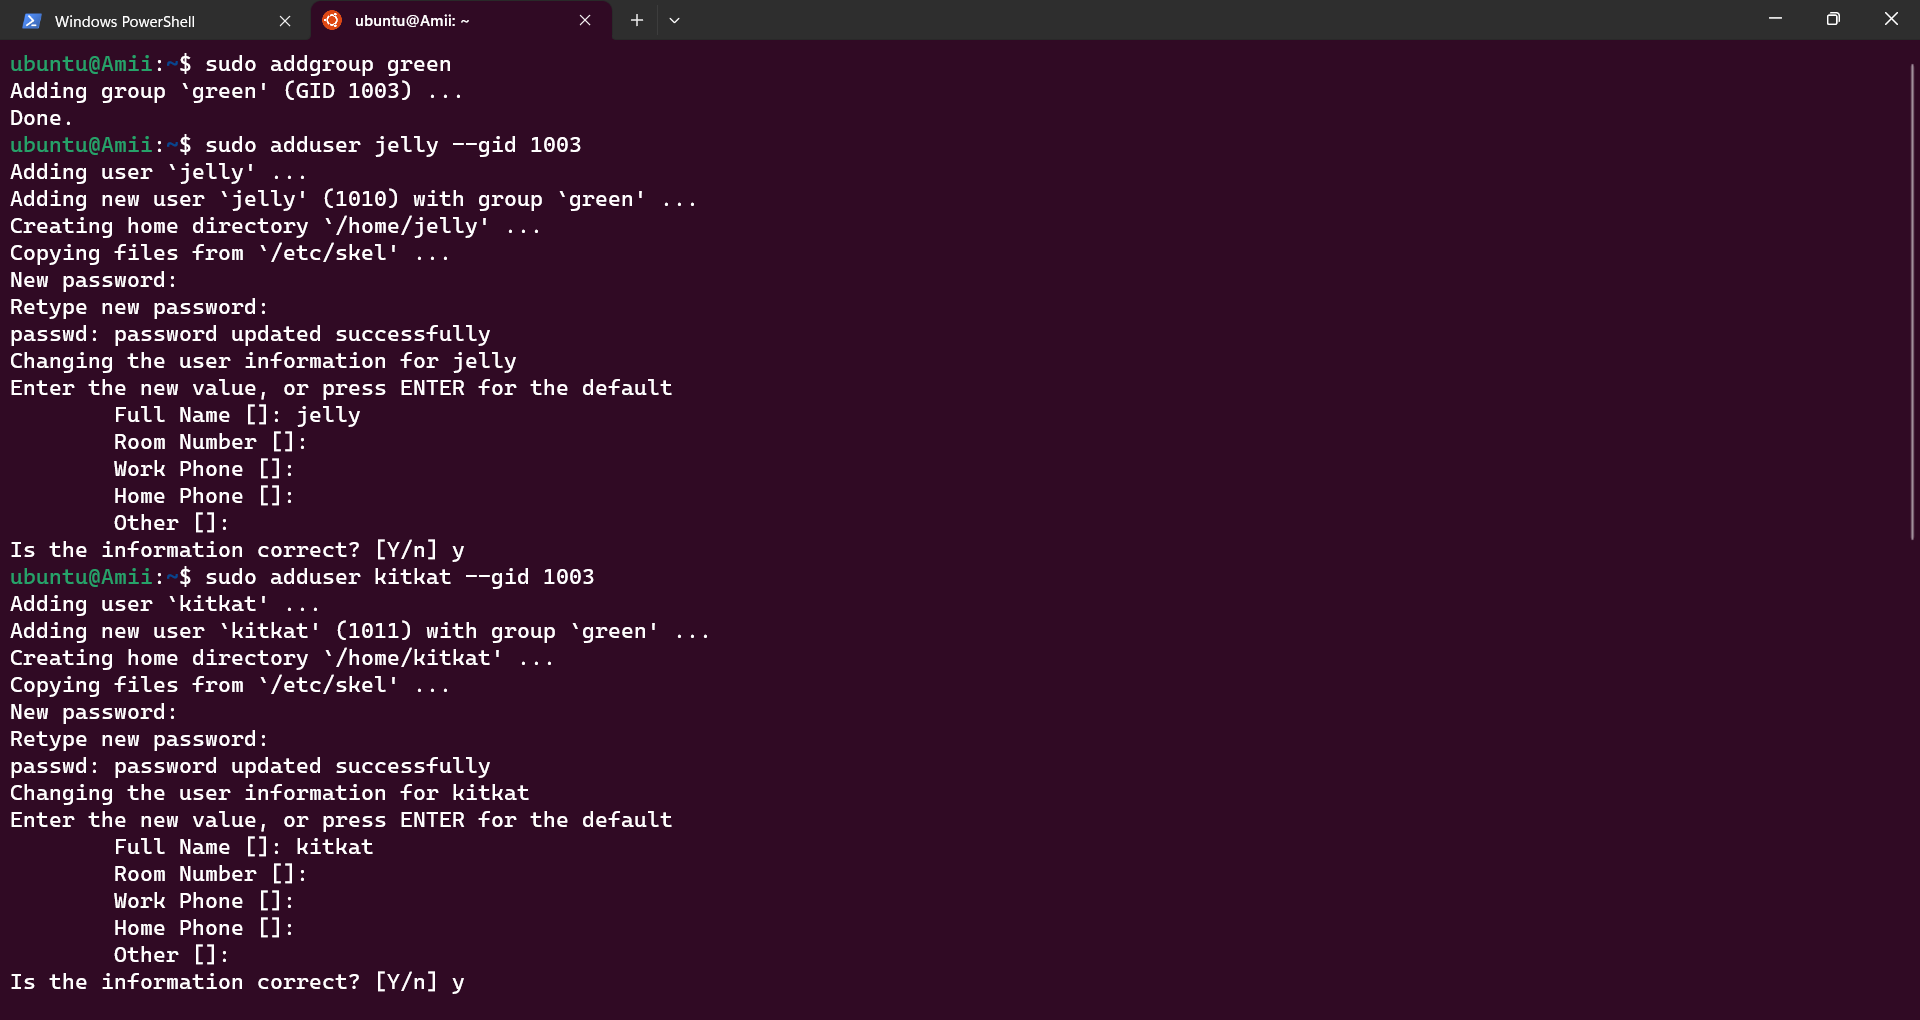 Windows PowerShell
ubuntu@Amii: ~
ubuntu@Amii:~$ sudo addgroup green
Adding group `green' (GID 1003) ...
Done.
ubuntu@Amii:~$ sudo adduser jelly --gid 1003
Adding user `jelly' ...
Adding new user `jelly' (1010) with group `green' ...
Creating home directory `/home/jelly' ...
Copying files from `/etc/skel' ...
New password:
Retype new password:
passwd: password updated successfully
Changing the user information for jelly
Enter the new value, or press ENTER for the default
        Full Name []: jelly
        Room Number []:
        Work Phone []:
        Home Phone []:
        Other []:
Is the information correct? [Y/n] y
ubuntu@Amii:~$ sudo adduser kitkat --gid 1003
Adding user `kitkat' ...
Adding new user `kitkat' (1011) with group `green' ...
Creating home directory `/home/kitkat' ...
Copying files from `/etc/skel' ...
New password:
Retype new password:
passwd: password updated successfully
Changing the user information for kitkat
Enter the new value, or press ENTER for the default
        Full Name []: kitkat
        Room Number []:
        Work Phone []:
        Home Phone []:
        Other []:
Is the information correct? [Y/n] y